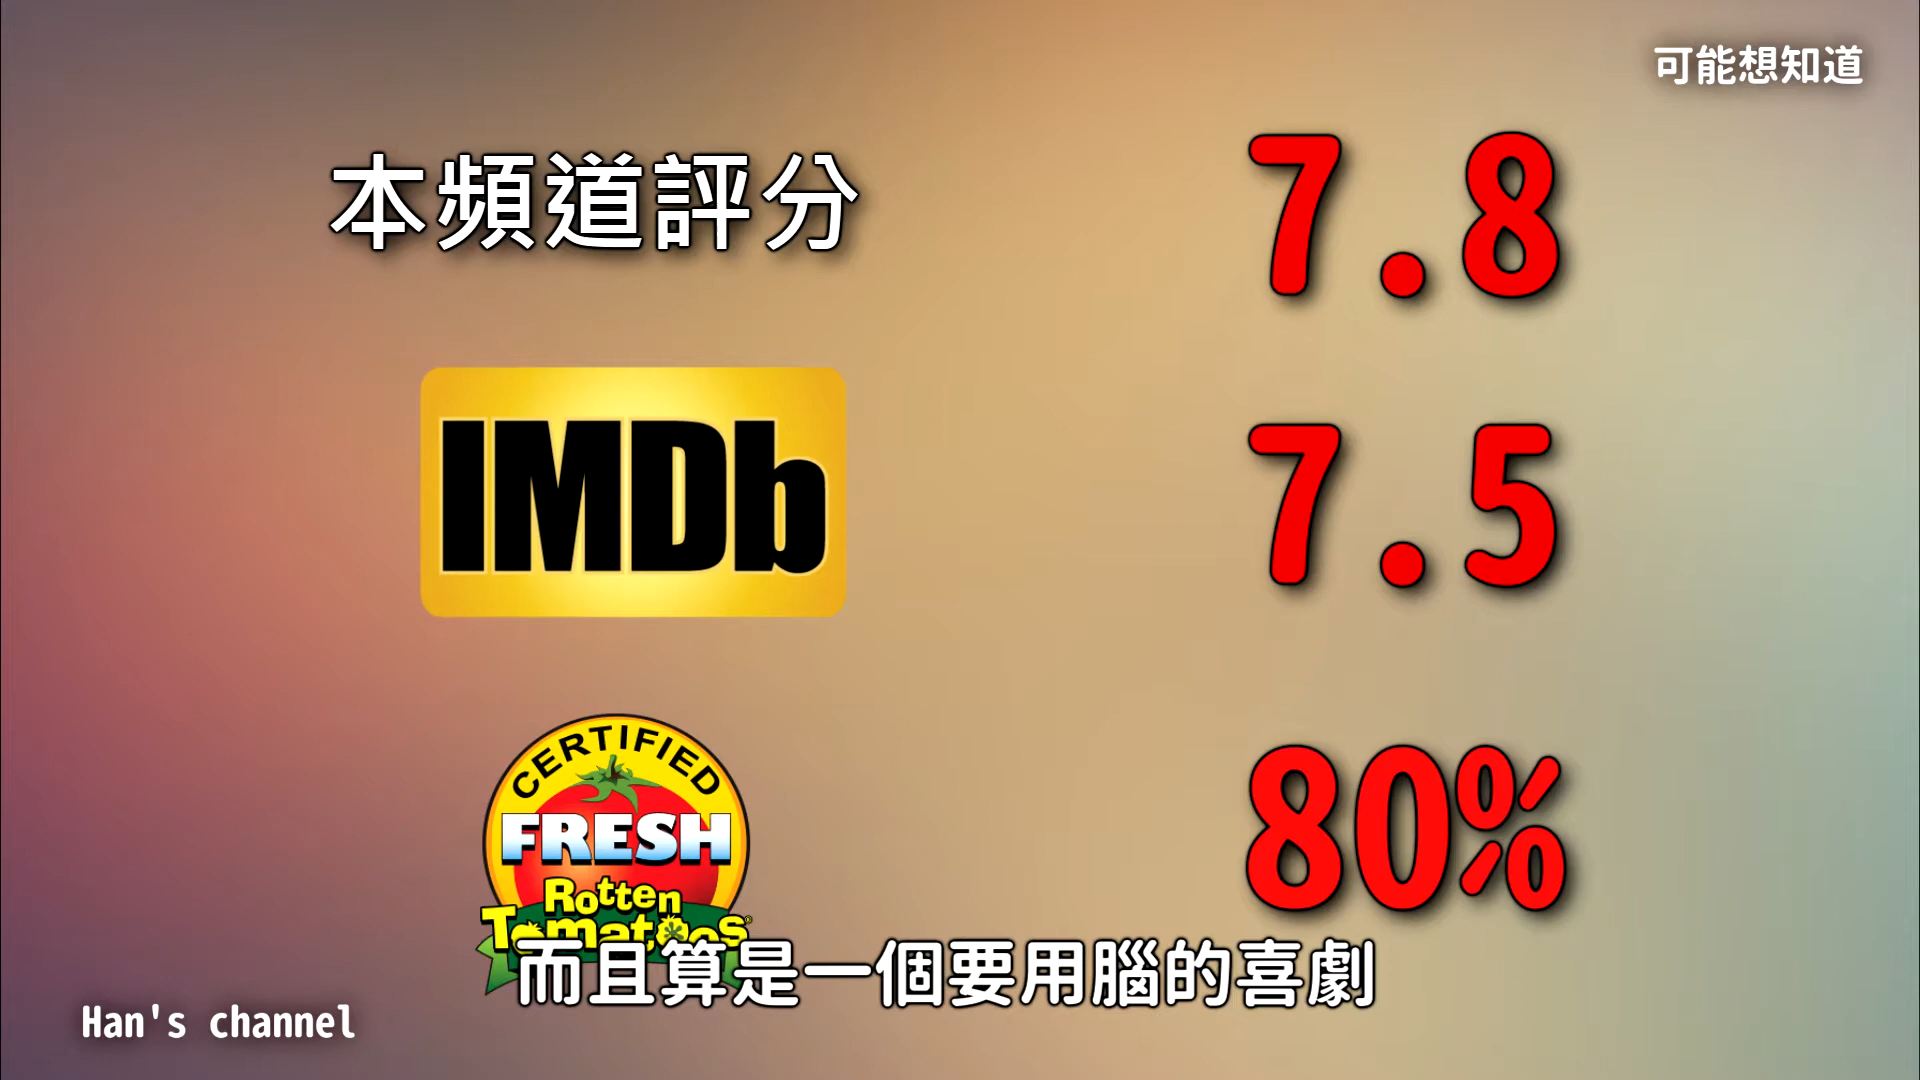 可能想知道
本頻道評分
7.8
IMDb
7.5
CERTIFIED
FRESH
Rotten
Tomatoes
80%
而且算是一個要用腦的喜劇
Han's channel